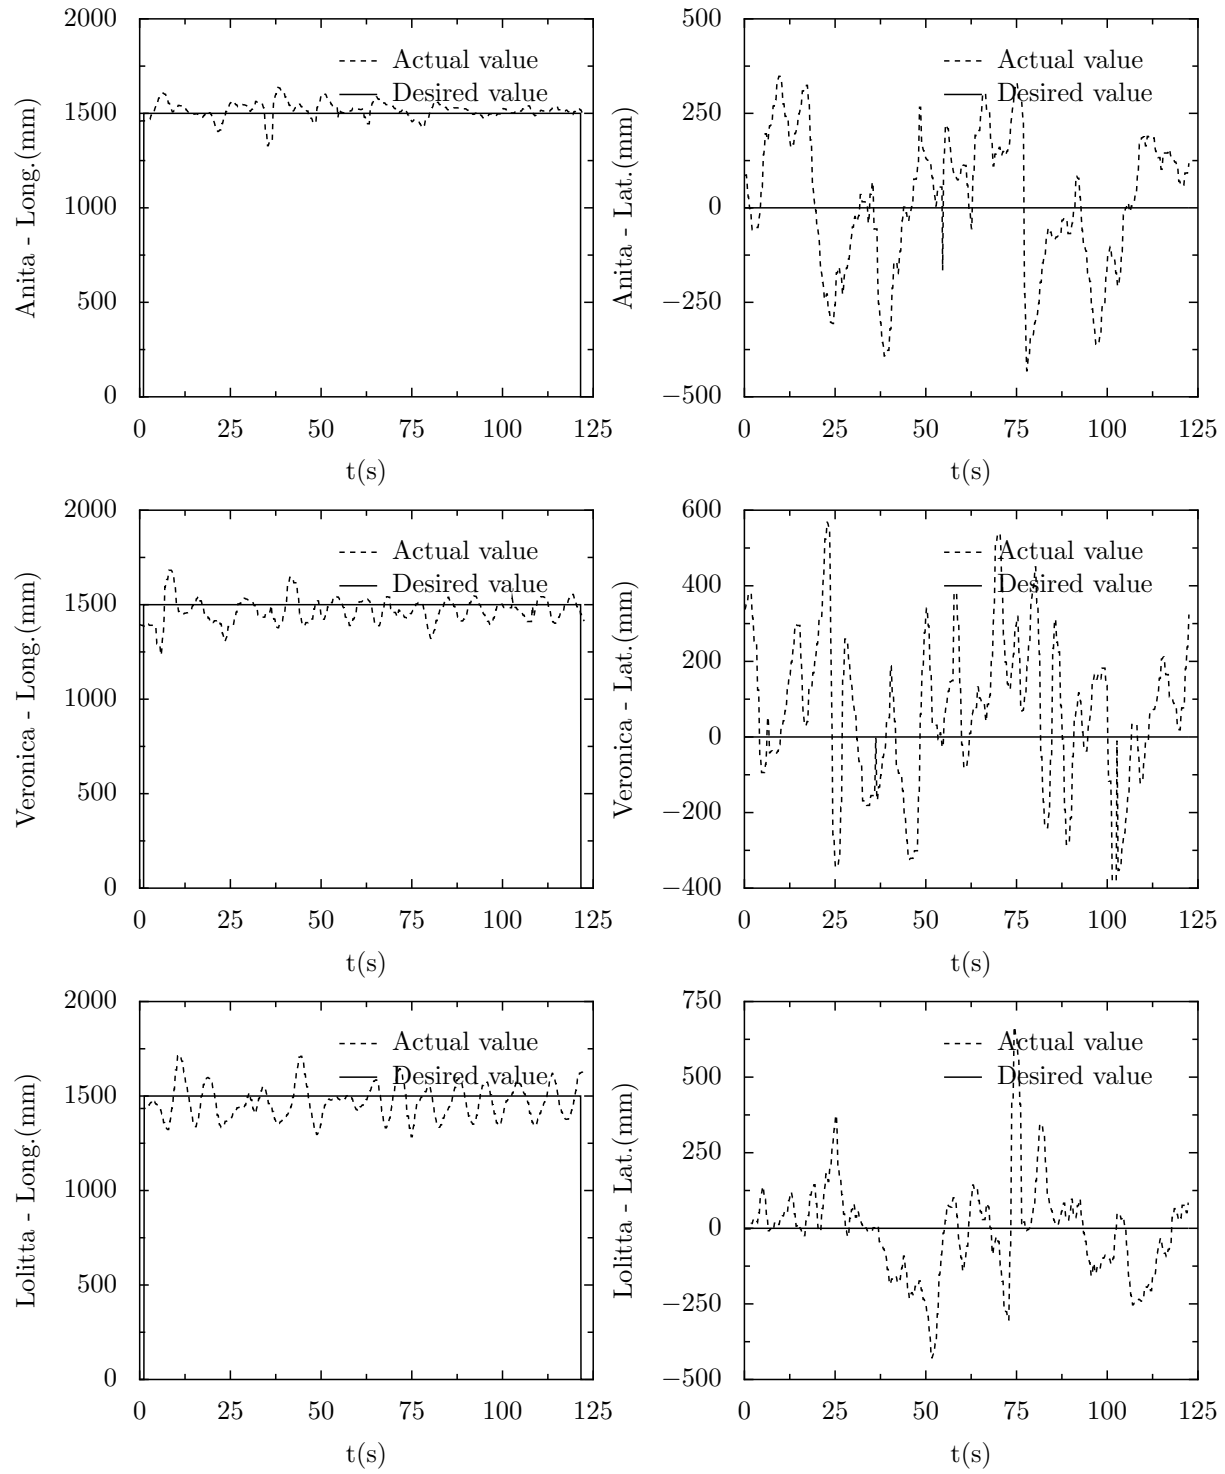 2000
1500
1000
500
0
Anita - Long.(mm)
0 25 50 75 100 125
t(s)
Actual value
Desired value
500
250
0
−250
−500
Anita - Lat.(mm)
0 25 50 75 100 125
t(s)
Actual value
Desired value
2000
1500
1000
500
0
Veronica - Long.(mm)
0 25 50 75 100 125
t(s)
Actual value
Desired value
600
400
200
0
−200
−400
Veronica - Lat.(mm)
0 25 50 75 100 125
t(s)
Actual value
Desired value
2000
1500
1000
500
0
Lolitta - Long.(mm)
0 25 50 75 100 125
t(s)
Actual value
Desired value
750
500
250
0
−250
−500
Lolitta - Lat.(mm)
0 25 50 75 100 125
t(s)
Actual value
Desired value